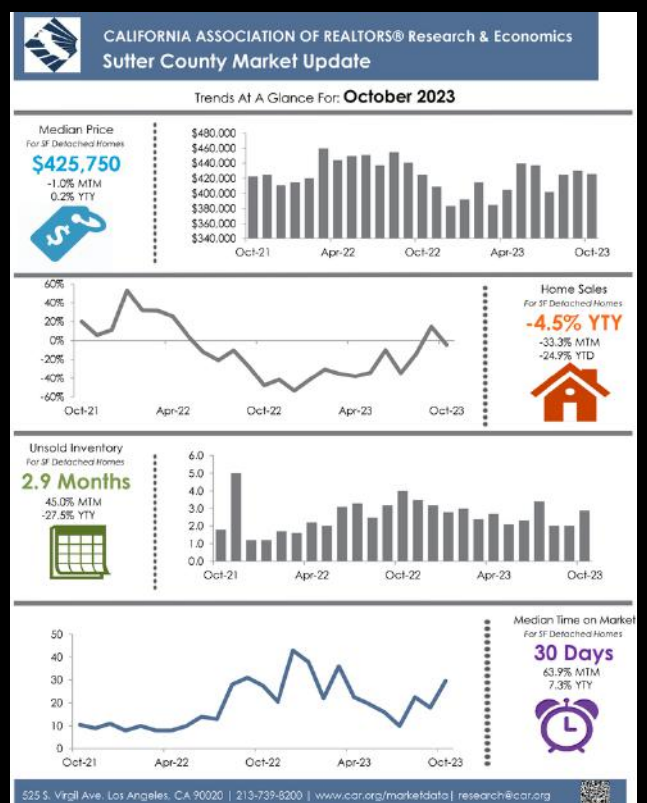 CALIFORNIA ASSOCIATION OF REALTORS® Research & Economics
Sutter County Market Update
Trends At A Glance For: October 2023
Median Price
For SF Detached Homes
$425,750
-1.0% MTM
0.2% YTY
$480,000
$460,000
$440,000
$420,000
$400,000
$380,000
$360,000
$340,000
Oct-21 Apr-22 Oct-22 Apr-23 Oct-23
60%
40%
20%
0%
-20%
-40%
-60%
Oct-21 Apr-22 Oct-22 Apr-23 Oct-23
Home Sales
For SF Detached Homes
-4.5% YTY
-33.3% MTM
-24.9% YTD
Unsold Inventory
For SF Detached Homes
2.9 Months
45.0% MTM
-27.5% YTY
6.0
5.0
4.0
3.0
2.0
1.0
0.0
Oct-21 Apr-22 Oct-22 Apr-23 Oct-23
50
40
30
20
10
0
Oct-21 Apr-22 Oct-22 Apr-23 Oct-23
Median Time on Market
For SF Detached Homes
30 Days
63.9% MTM
7.3% YTY
525 S. Virgil Ave. Los Angeles, CA 90020 | 213-739-8200 | www.car.org/marketdata| research@car.org